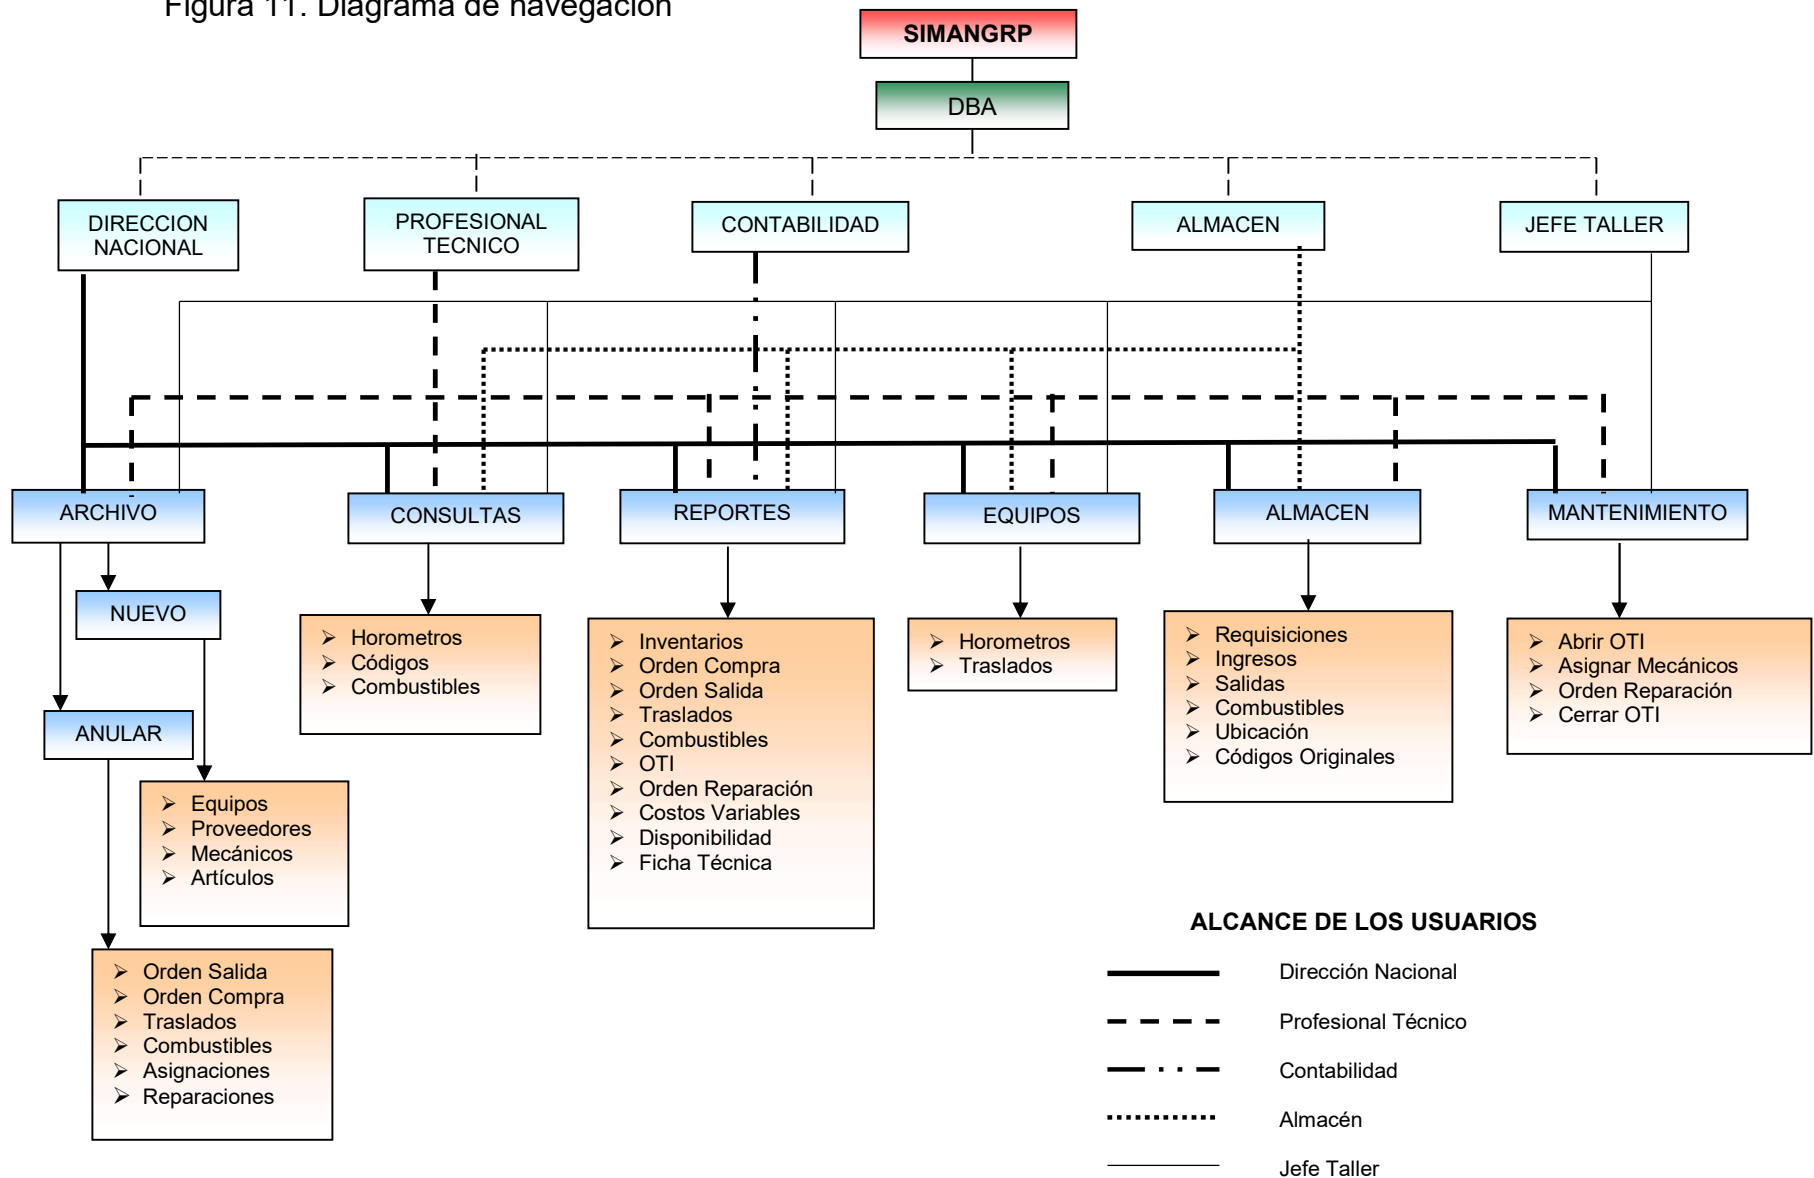 Figura 11. Diagrama de navegación
SIMANGRP
DBA
DIRECCION
NACIONAL
PROFESIONAL
TECNICO
CONTABILIDAD
ALMACEN
JEFE TALLER
ARCHIVO
CONSULTAS
REPORTES
EQUIPOS
ALMACEN
MANTENIMIENTO
NUEVO
ANULAR
Equipos
Proveedores
Mecánicos
Artículos
Orden Salida
Orden Compra
Traslados
Combustibles
Asignaciones
Reparaciones
Horometros
Códigos
Combustibles
Inventarios
Orden Compra
Orden Salida
Traslados
Combustibles
OTI
Orden Reparación
Costos Variables
Disponibilidad
Ficha Técnica
Horometros
Traslados
Requisiciones
Ingresos
Salidas
Combustibles
Ubicación
Códigos Originales
Abrir OTI
Asignar Mecánicos
Orden Reparación
Cerrar OTI
ALCANCE DE LOS USUARIOS
Dirección Nacional
Profesional Técnico
Contabilidad
Almacén
Jefe Taller